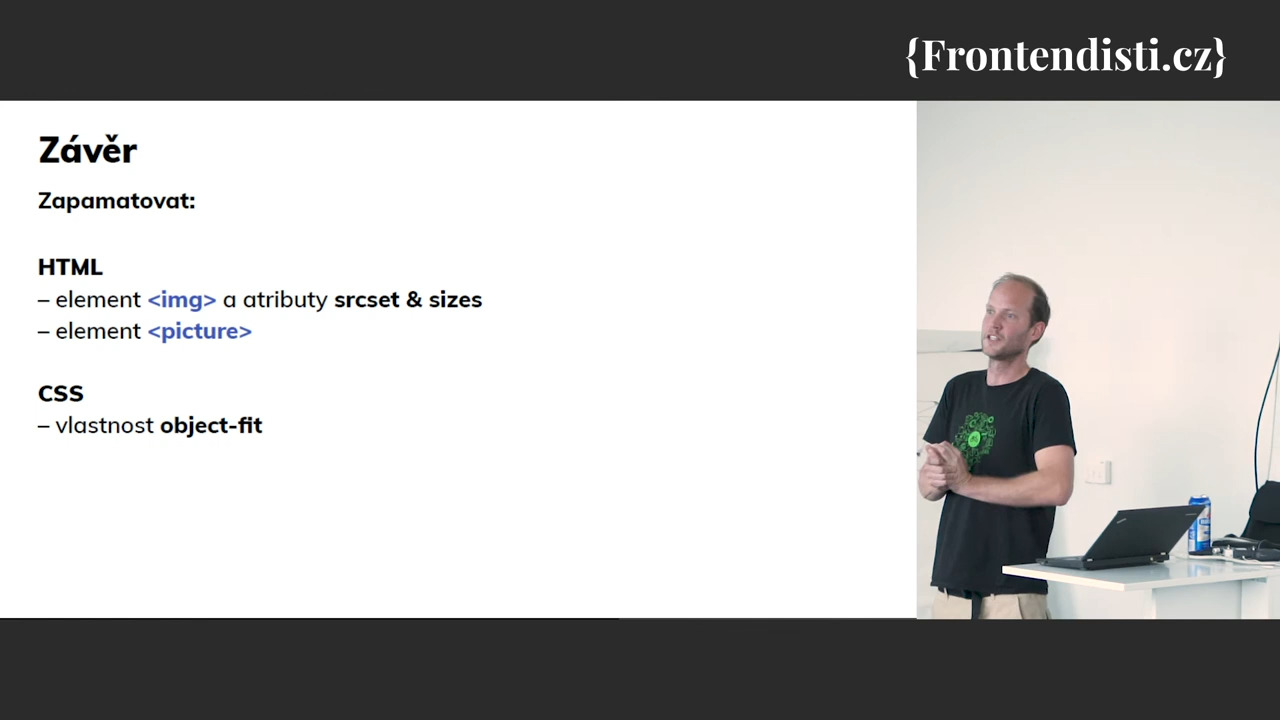 {Frontendisti.cz}
Závěr
Zapamatovat:
HTML
– element <img> a atributy srcset & sizes
– element <picture>
CSS
– vlastnost object-fit